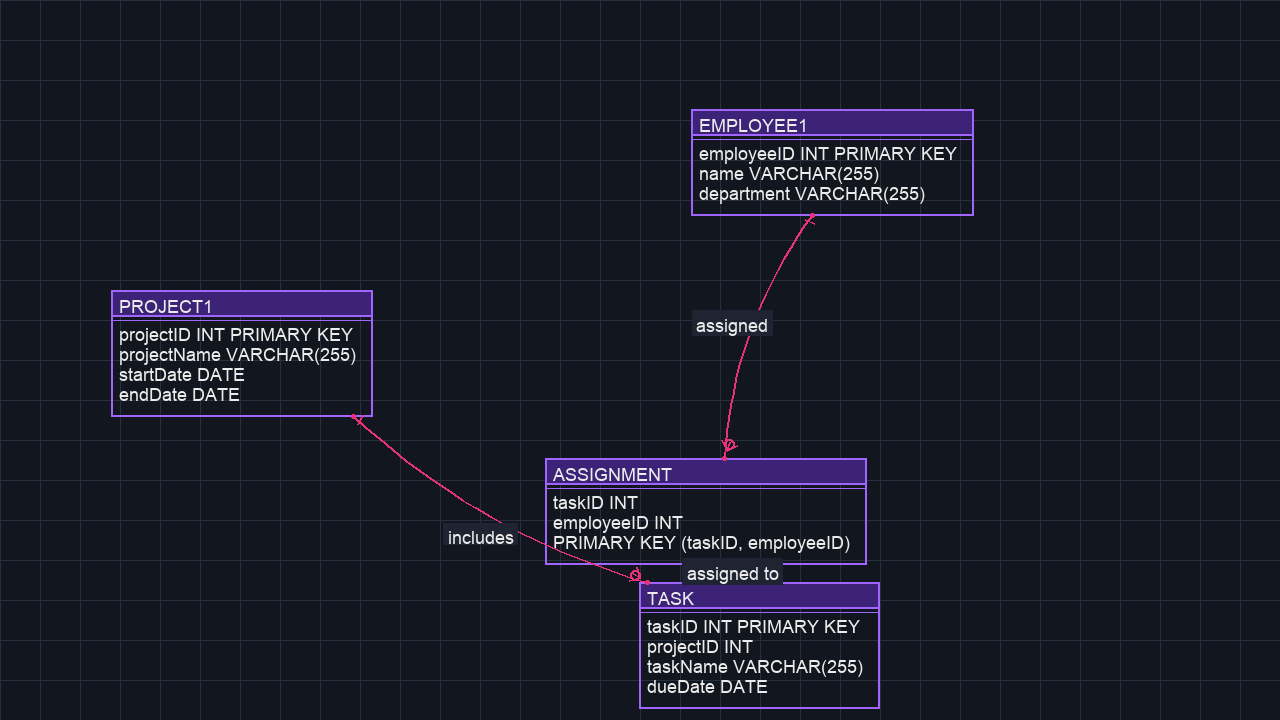 EMPLOYEE1
employeeID INT PRIMARY KEY
name VARCHAR(255)
department VARCHAR(255)
PROJECT1
projectID INT PRIMARY KEY
projectName VARCHAR(255)
startDate DATE
endDate DATE
assigned
ASSIGNMENT
taskID INT
employeeID INT
PRIMARY KEY (taskID, employeeID)
includes
assigned to
TASK
taskID INT PRIMARY KEY
projectID INT
taskName VARCHAR(255)
dueDate DATE